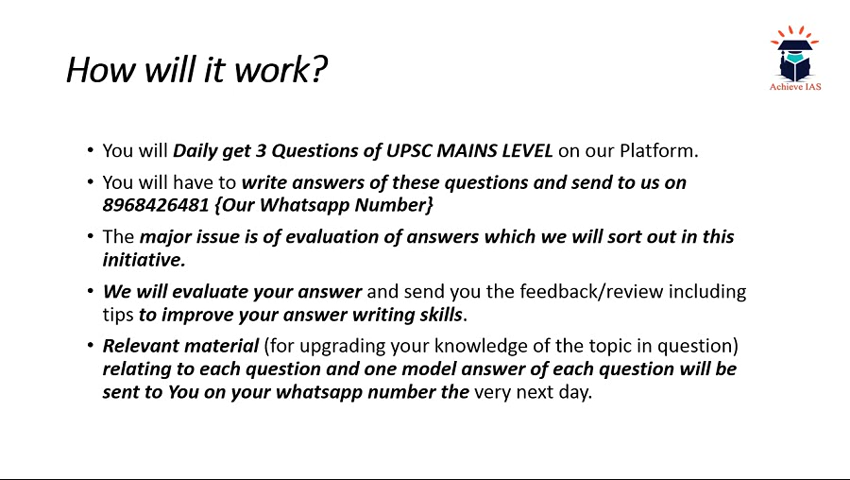 How will it work?
Achieve IAS
• You will Daily get 3 Questions of UPSC MAINS LEVEL on our Platform.
• You will have to write answers of these questions and send to us on
8968426481 {Our Whatsapp Number}
• The major issue is of evaluation of answers which we will sort out in this
initiative.
• We will evaluate your answer and send you the feedback/review including
tips to improve your answer writing skills.
• Relevant material (for upgrading your knowledge of the topic in question)
relating to each question and one model answer of each question will be
sent to You on your whatsapp number the very next day.